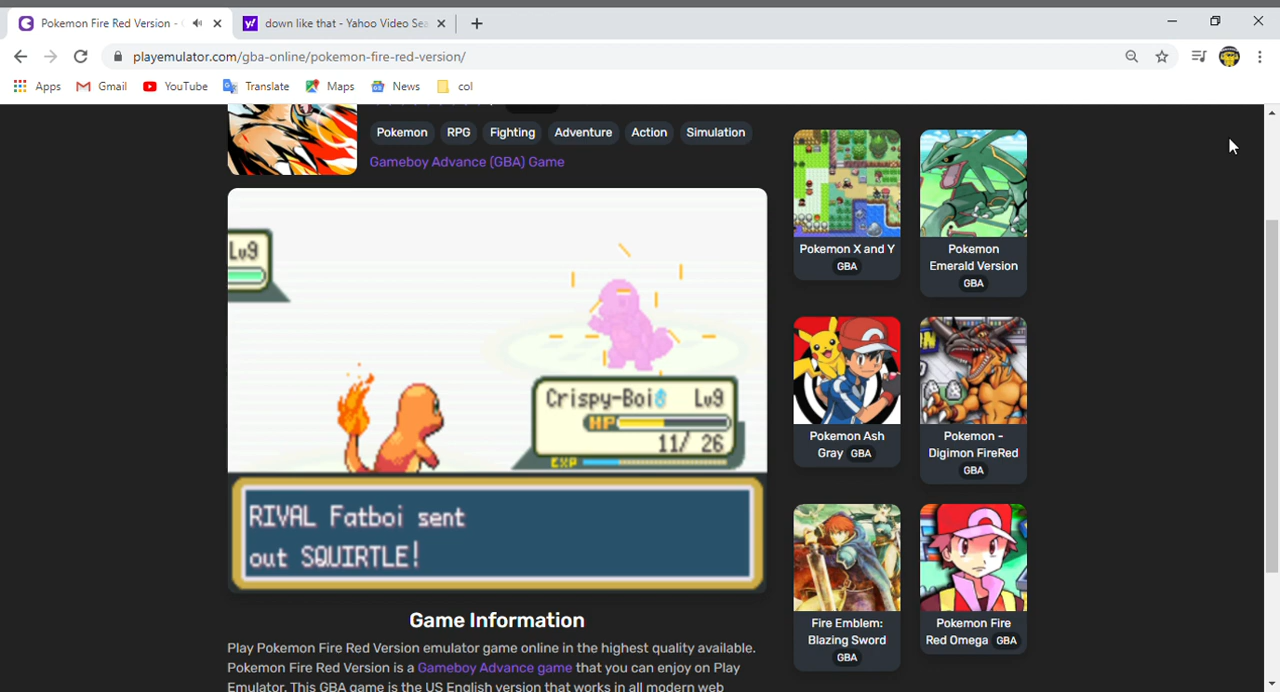 Pokemon Fire Red Version -
down like that - Yahoo Video Sea
playemulator.com/gba-online/pokemon-fire-red-version/
Apps
Gmail
YouTube
Translate
Maps
News
col
Pokemon
RPG
Fighting
Adventure
Action
Simulation
Gameboy Advance (GBA) Game
Lv9
Crispy-Boi♂ Lv9
HP
11/ 26
EXP
RIVAL Fatboi sent
out SQUIRTLE!
Pokemon X and Y
GBA
Pokemon
Emerald Version
GBA
Pokemon Ash
Gray GBA
Pokemon -
Digimon FireRed
GBA
Fire Emblem:
Blazing Sword
GBA
Pokemon Fire
Red Omega GBA
Game Information
Play Pokemon Fire Red Version emulator game online in the highest quality available.
Pokemon Fire Red Version is a Gameboy Advance game that you can enjoy on Play
Emulator. This GBA game is the US English version that works in all modern web